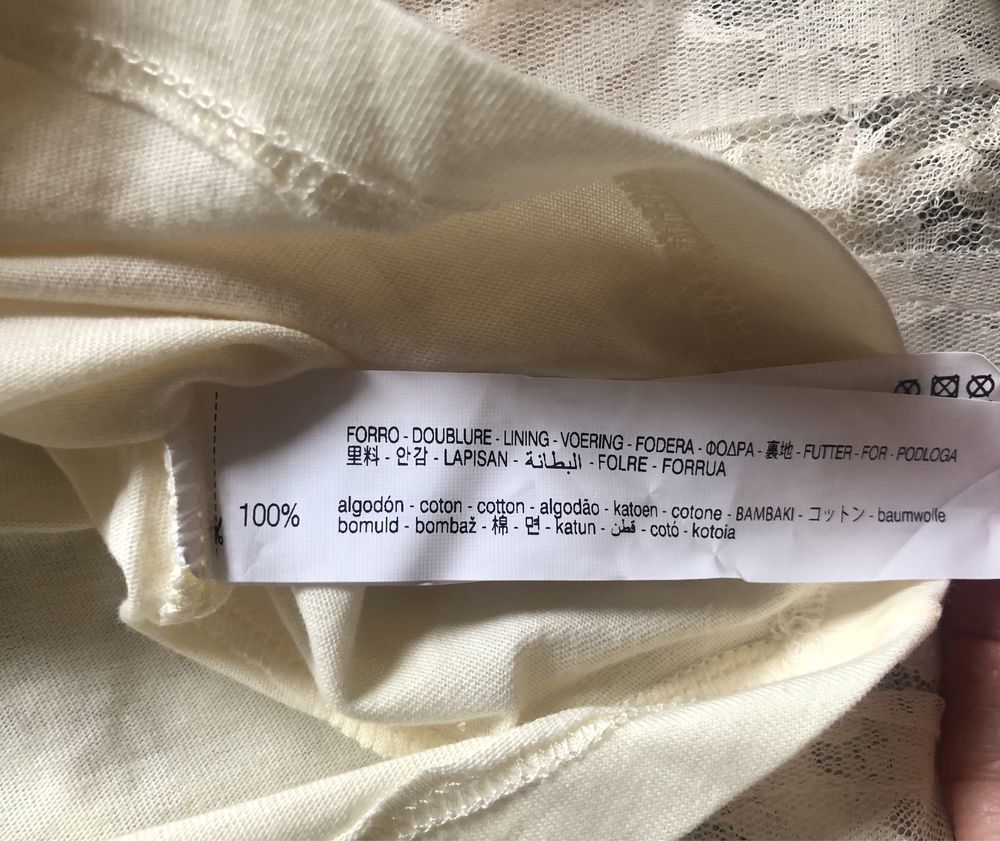 FORRO - DOUBLURE - LINING - VOERING - FODERA - ΦΟΔΡΑ - 裏地 - FUTTER - FOR - PODLOGA
里料 - 안감 - LAPISAN - البطانة - FOLRE - FORRUA
100%
algodón - coton - cotton - algodão - katoen - cotone - BAMBAKI - コットン - baumwolle
bomuld - bombaž - 棉 - 면 - katun - قطن - cotó - kotoia